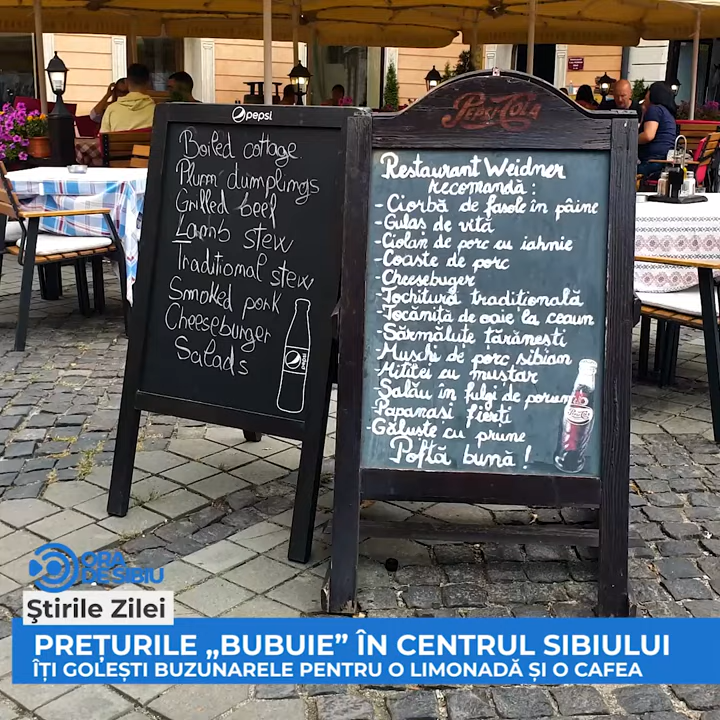 pepsi
Boiled cottage
Plum dumplings
Grilled beef
Lamb stew
Traditional stew
Smoked pork
Cheeseburger
Salads
pepsi
PEPSI-COLA
Restaurant Weidner
recomandă:
- Ciorbă de fasole în pâine
- Gulaș de vită
- Ciolan de porc cu iahnie
- Coaste de porc
- Cheesebuger
- Tochitură tradițională
- Tocăniță de oaie la ceaun
- Sărmăluțe țărănești
- Mușchi de porc sibian
- Mititei cu muștar
- Salău în fulgi de porumb
- Papanași fierți
- Găluște cu prune
Poftă bună!
ORA
DE SIBIU
Ştirile Zilei
PREȚURILE „BUBUIE” ÎN CENTRUL SIBIULUI
ÎȚI GOLEȘTI BUZUNARELE PENTRU O LIMONADĂ ȘI O CAFEA